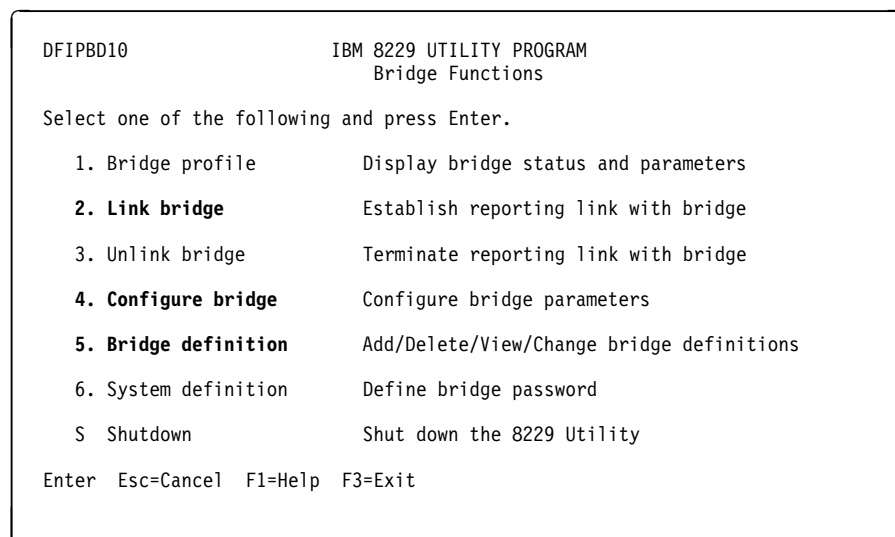 DFIPBD10 IBM 8229 UTILITY PROGRAM
Bridge Functions
Select one of the following and press Enter.
1. Bridge profile Display bridge status and parameters
2. Link bridge Establish reporting link with bridge
3. Unlink bridge Terminate reporting link with bridge
4. Configure bridge Configure bridge parameters
5. Bridge definition Add/Delete/View/Change bridge definitions
6. System definition Define bridge password
S Shutdown Shut down the 8229 Utility
Enter Esc=Cancel F1=Help F3=Exit